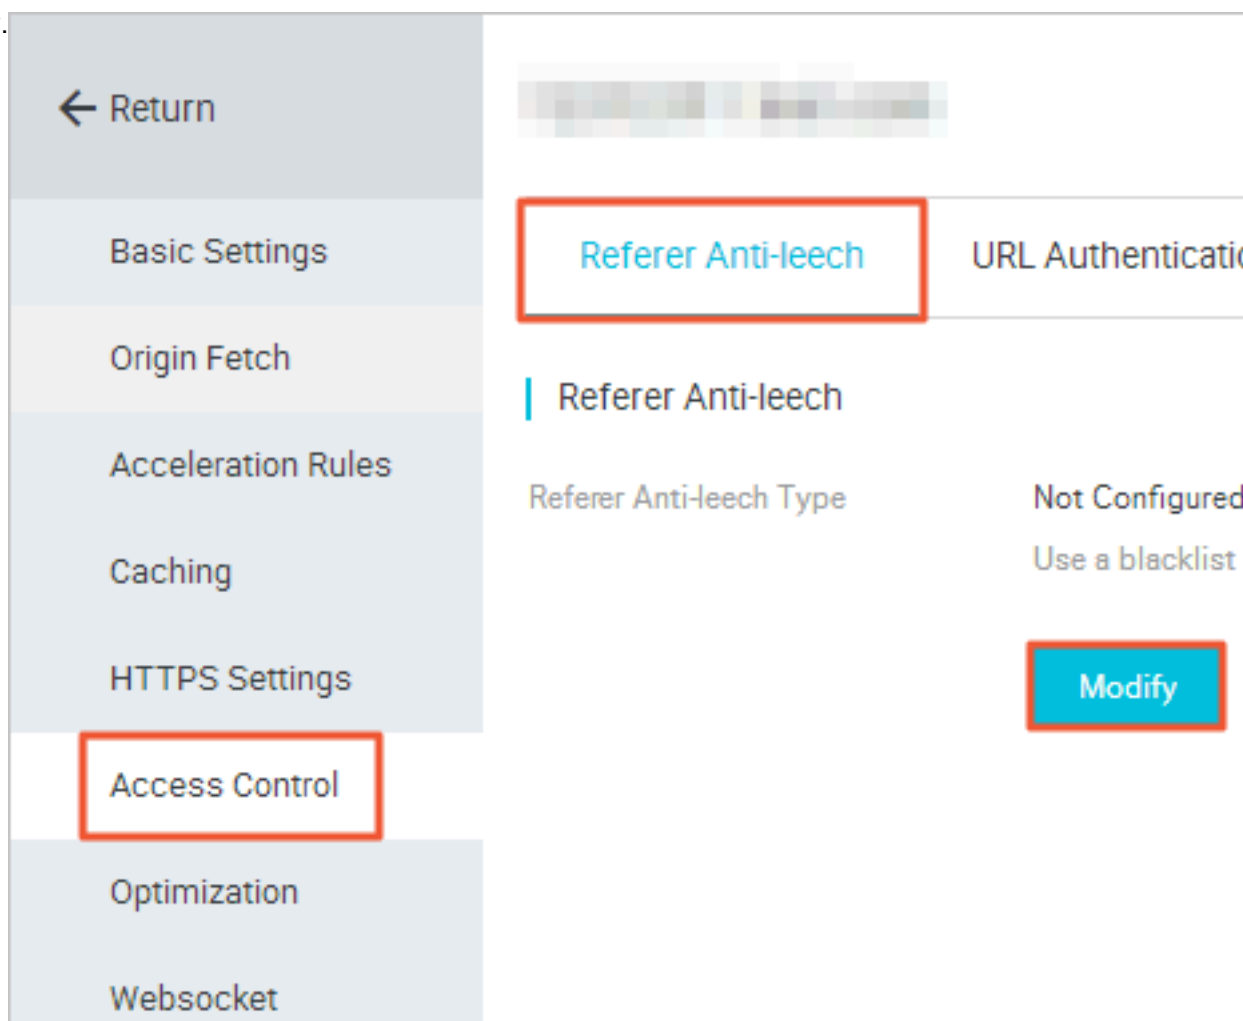 .
Return
Basic Settings
Origin Fetch
Acceleration Rules
Caching
HTTPS Settings
Access Control
Optimization
Websocket
Referer Anti-leech
URL
Referer Anti-leech
Referer Anti-leech Type
Not Configured
Use a blacklist
Modify